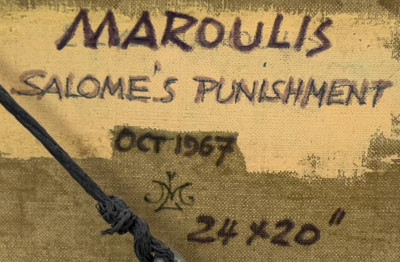 MAROULIS
SALOME'S PUNISHMENT
OCT 1967
24 x 20"